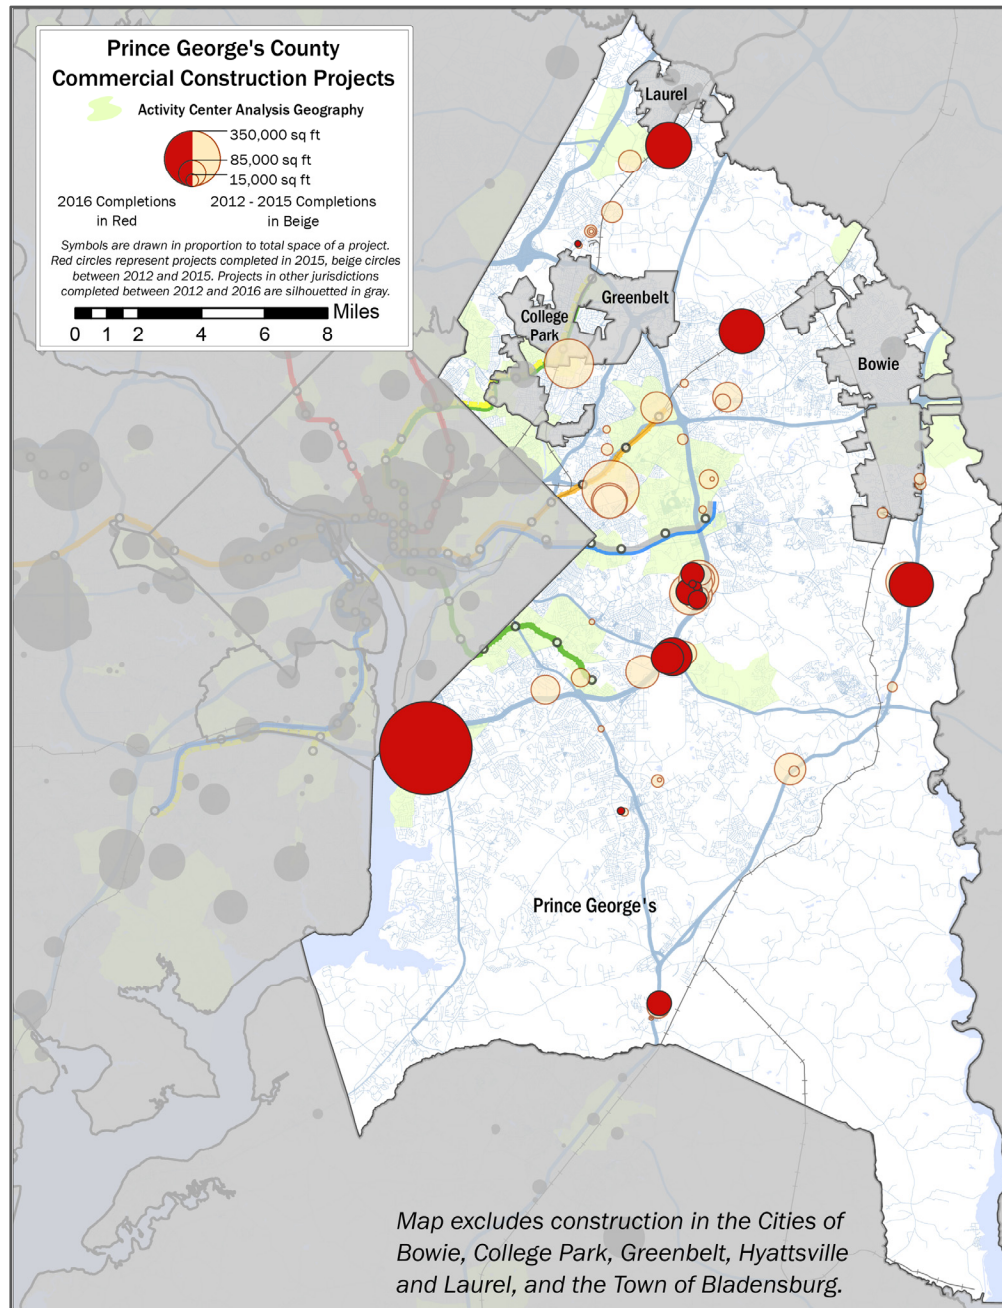 Prince George's County
Commercial Construction Projects
Activity Center Analysis Geography
350,000 sq ft
85,000 sq ft
15,000 sq ft
2016 Completions
in Red
2012 - 2015 Completions
in Beige
Symbols are drawn in proportion to total space of a project.
Red circles represent projects completed in 2015, beige circles
between 2012 and 2015. Projects in other jurisdictions
completed between 2012 and 2016 are silhouetted in gray.
Miles
0 1 2 4 6 8
Laurel
Greenbelt
College
Park
Bowie
Prince George's
Map excludes construction in the Cities of
Bowie, College Park, Greenbelt, Hyattsville
and Laurel, and the Town of Bladensburg.